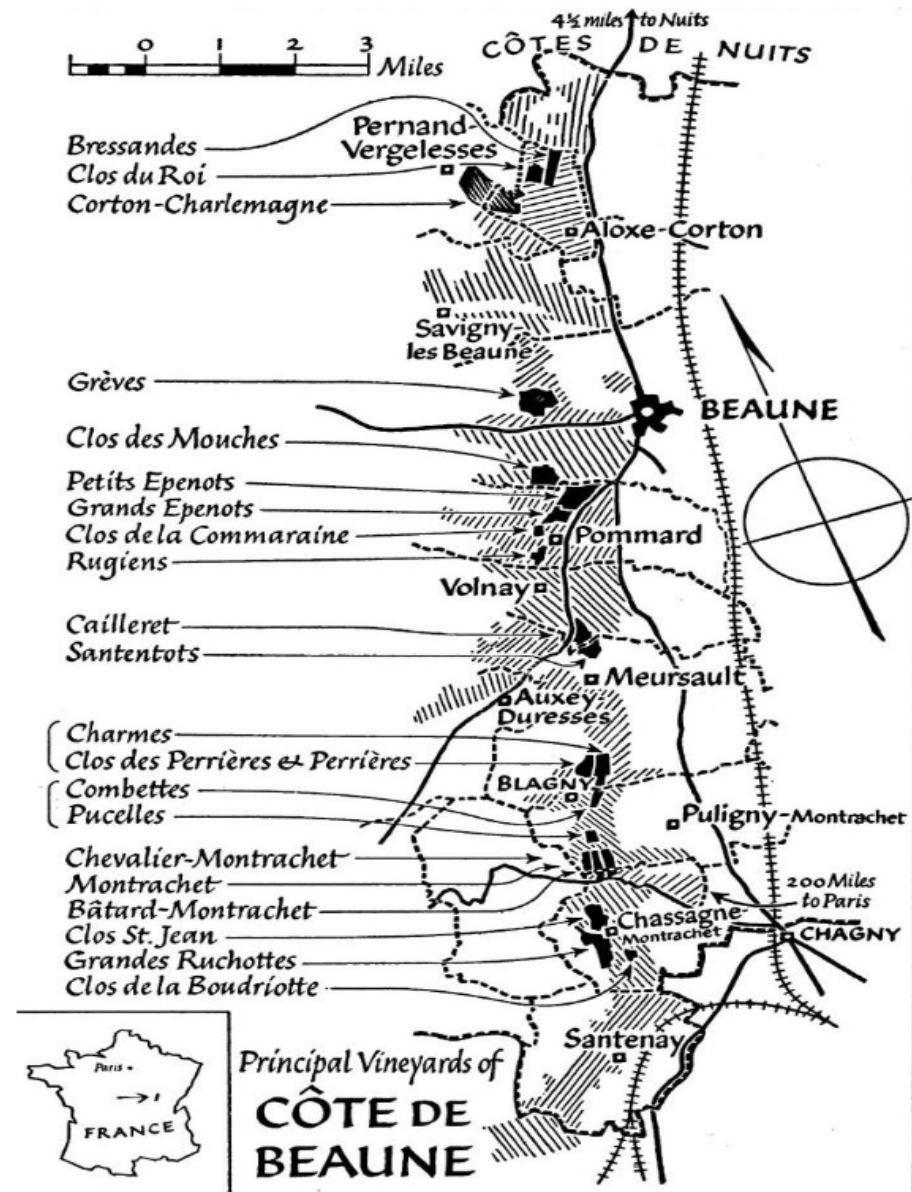 4½ miles to Nuits
CÔTES DE NUITS
0 1 2 3 Miles
Pernand-
Vergelesses
Bressandes
Clos du Roi
Corton-Charlemagne
Aloxe-Corton
Savigny-
les Beaune
Grèves
BEAUNE
Clos des Mouches
Petits Epenots
Grands Epenots
Clos de la Commaraine
Rugiens
Pommard
Volnay
Cailleret
Santentots
Meursault
Auxey-
Duresses
Charmes
Clos des Perrières & Perrières
Combettes
Pucelles
BLAGNY
Puligny-Montrachet
Chevalier-Montrachet
Montrachet
Bâtard-Montrachet
Clos St. Jean
Grandes Ruchottes
Clos de la Boudriotte
200 Miles
to Paris
Chassagne-
Montrachet
CHAGNY
Santenay
Paris
FRANCE
Principal Vineyards of
CÔTE DE
BEAUNE